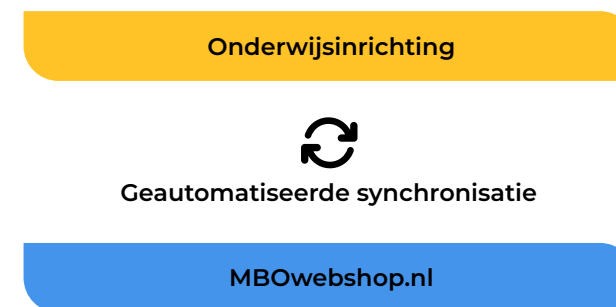 Onderwijsinrichting
Geautomatiseerde synchronisatie
MBOwebshop.nl